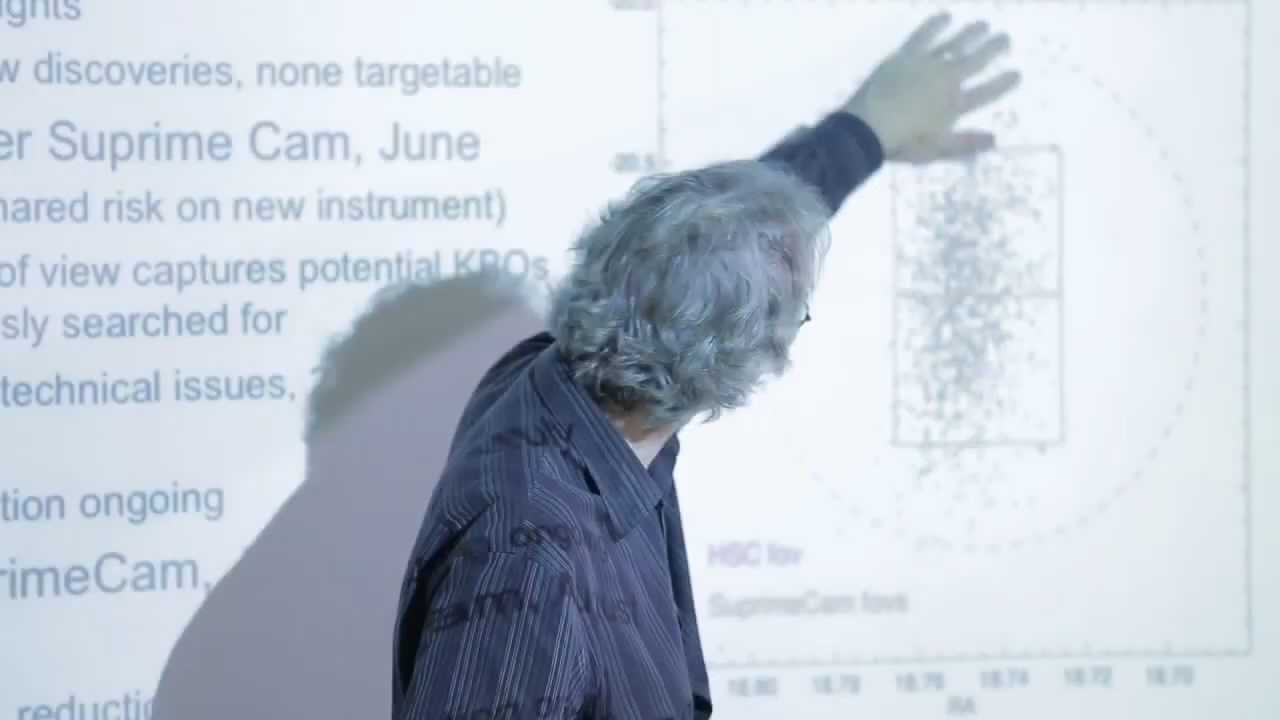 ights
w discoveries, none targetable
er Suprime Cam, June
hared risk on new instrument)
of view captures potential KBOs
sly searched for
technical issues,
tion ongoing
rimeCam,
reductio
HSC fov
SuprimeCam fovs
18.80 18.78 18.76 18.74 18.72 18.70
RA